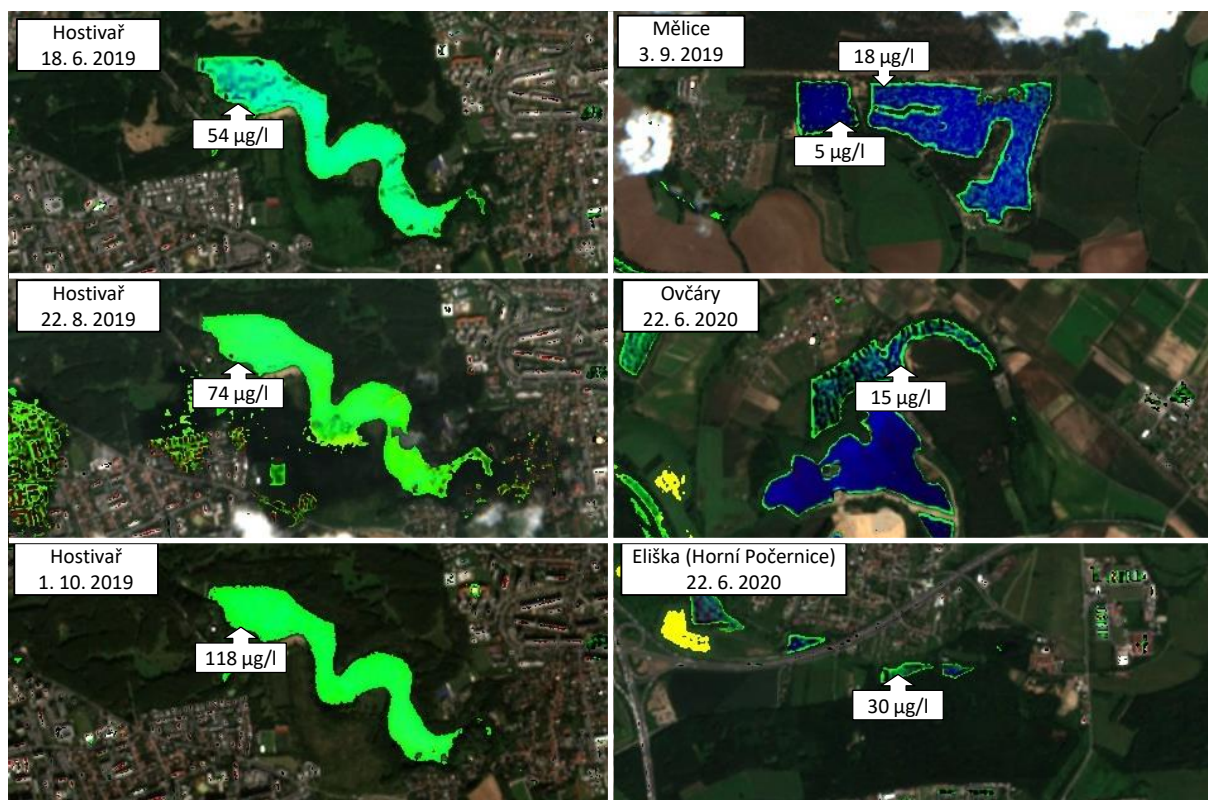 Hostivař
18. 6. 2019
54 µg/l
Mělice
3. 9. 2019
18 µg/l
5 µg/l
Hostivař
22. 8. 2019
74 µg/l
Ovčáry
22. 6. 2020
15 µg/l
Hostivař
1. 10. 2019
118 µg/l
Eliška (Horní Počernice)
22. 6. 2020
30 µg/l